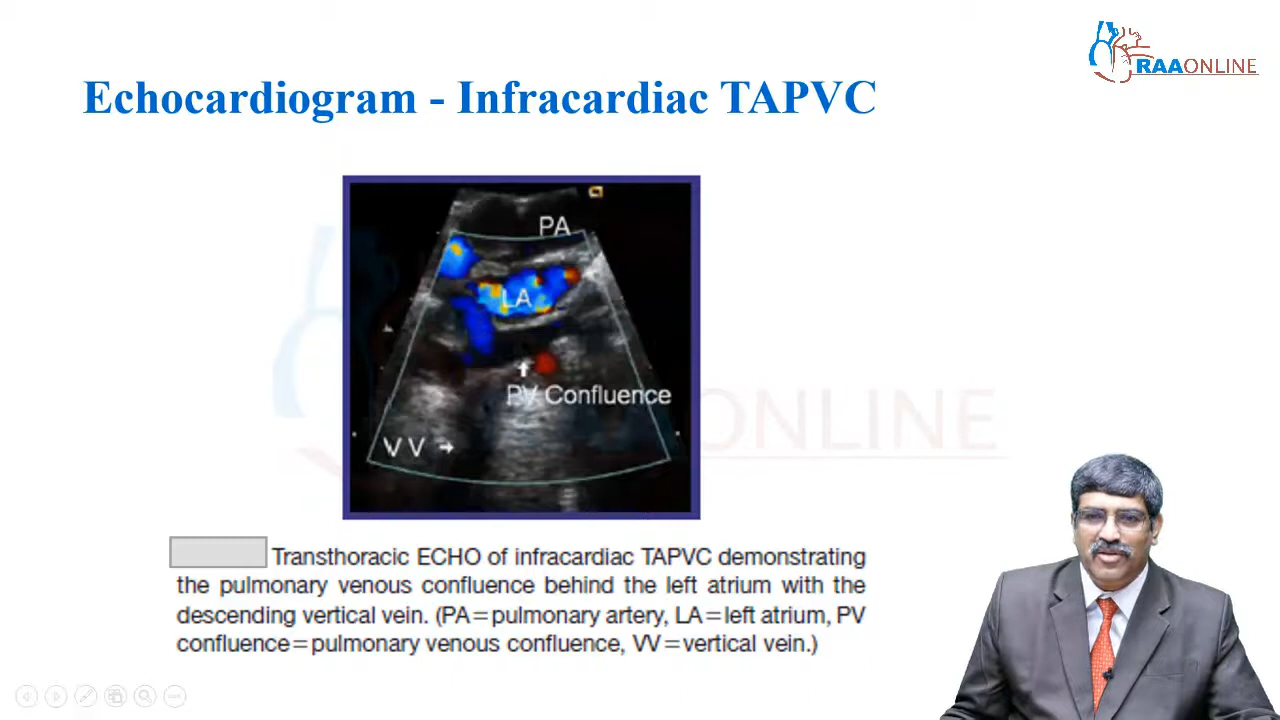 RAAONLINE
Echocardiogram - Infracardiac TAPVC
PA
LA
PV Confluence
VV
ONLINE
Transthoracic ECHO of infracardiac TAPVC demonstrating
the pulmonary venous confluence behind the left atrium with the
descending vertical vein. (PA=pulmonary artery, LA=left atrium, PV
confluence=pulmonary venous confluence, VV=vertical vein.)